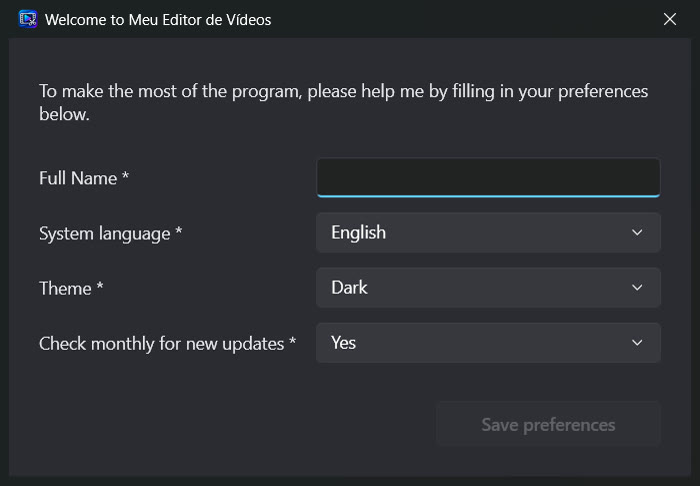 Welcome to Meu Editor de Vídeos
To make the most of the program, please help me by filling in your preferences
below.
Full Name *
System language *
English
Theme *
Dark
Check monthly for new updates *
Yes
Save preferences